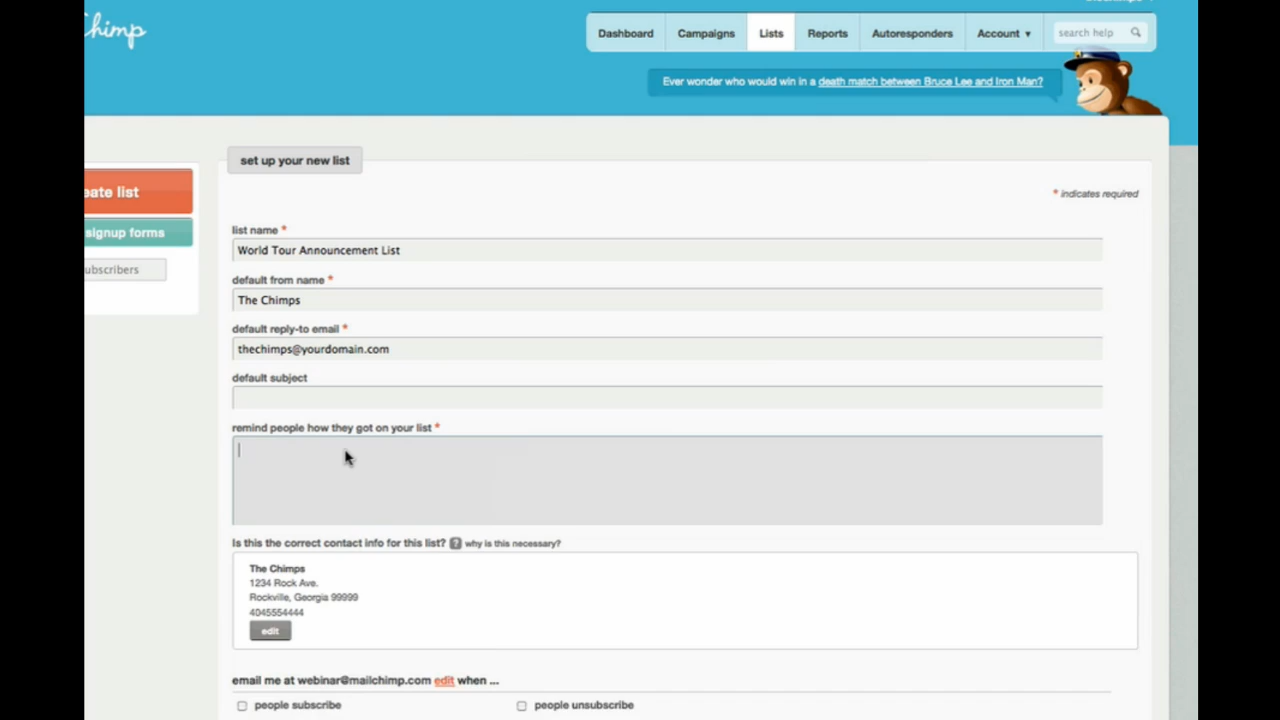 Chimp
Dashboard Campaigns Lists Reports Autoresponders Account ▾ search help
Ever wonder who would win in a death match between Bruce Lee and Iron Man?
set up your new list
eate list
* indicates required
signup forms
list name *
World Tour Announcement List
ubscribers
default from name *
The Chimps
default reply-to email *
thechimps@yourdomain.com
default subject
remind people how they got on your list *
Is this the correct contact info for this list? ? why is this necessary?
The Chimps
1234 Rock Ave.
Rockville, Georgia 99999
4045554444
edit
email me at webinar@mailchimp.com edit when ...
people subscribe people unsubscribe